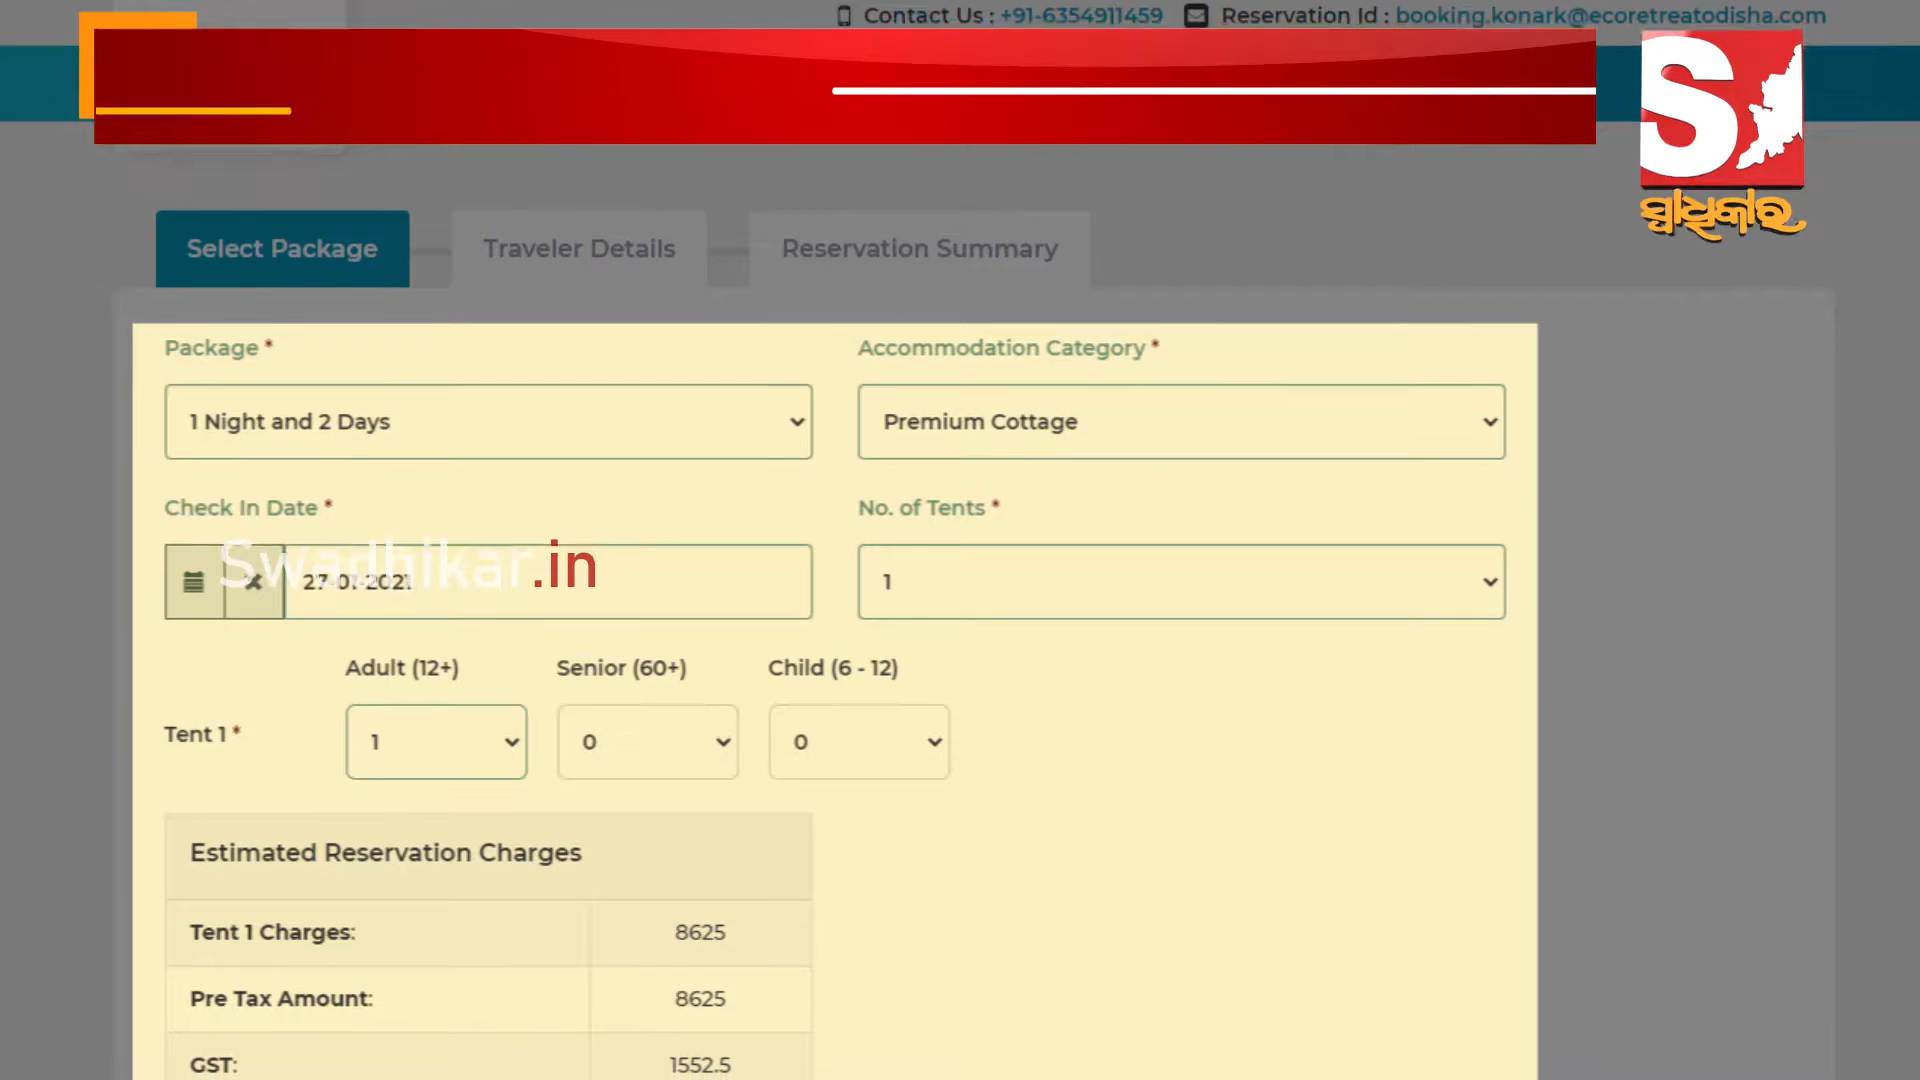 Contact Us : +91-6354911459 Reservation Id : booking.konark@ecoretreatodisha.com
S
ସ୍ୱାଧିକାର
Select Package Traveler Details Reservation Summary
Package * Accommodation Category *
1 Night and 2 Days Premium Cottage
Check In Date * No. of Tents *
Swadhikar.in
27-01-2021 1
Adult (12+) Senior (60+) Child (6 - 12)
Tent 1 * 1 0 0
Estimated Reservation Charges
Tent 1 Charges: 8625
Pre Tax Amount: 8625
GST: 1552.5